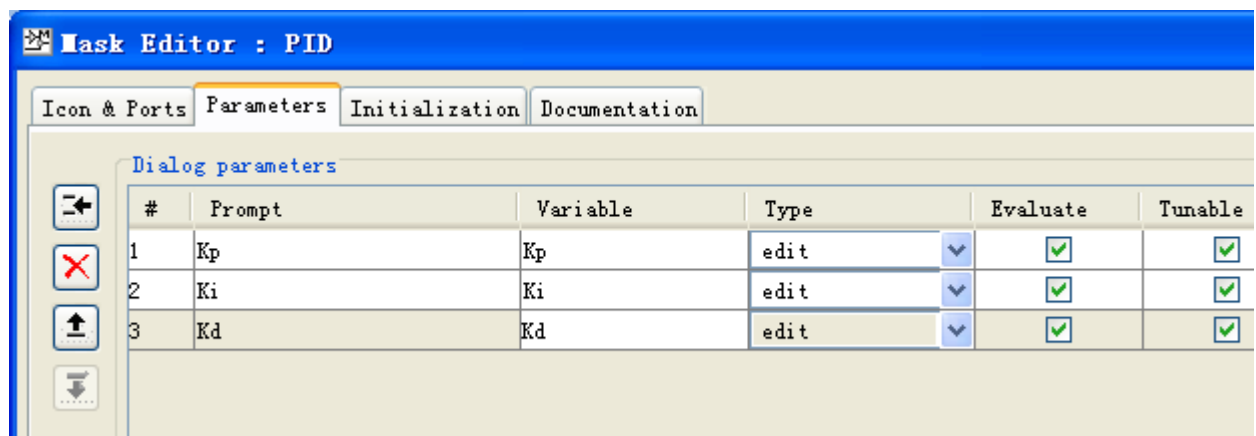 Mask Editor : PID
Icon & Ports Parameters Initialization Documentation
Dialog parameters
# Prompt Variable Type Evaluate Tunable
1 Kp Kp edit
2 Ki Ki edit
3 Kd Kd edit